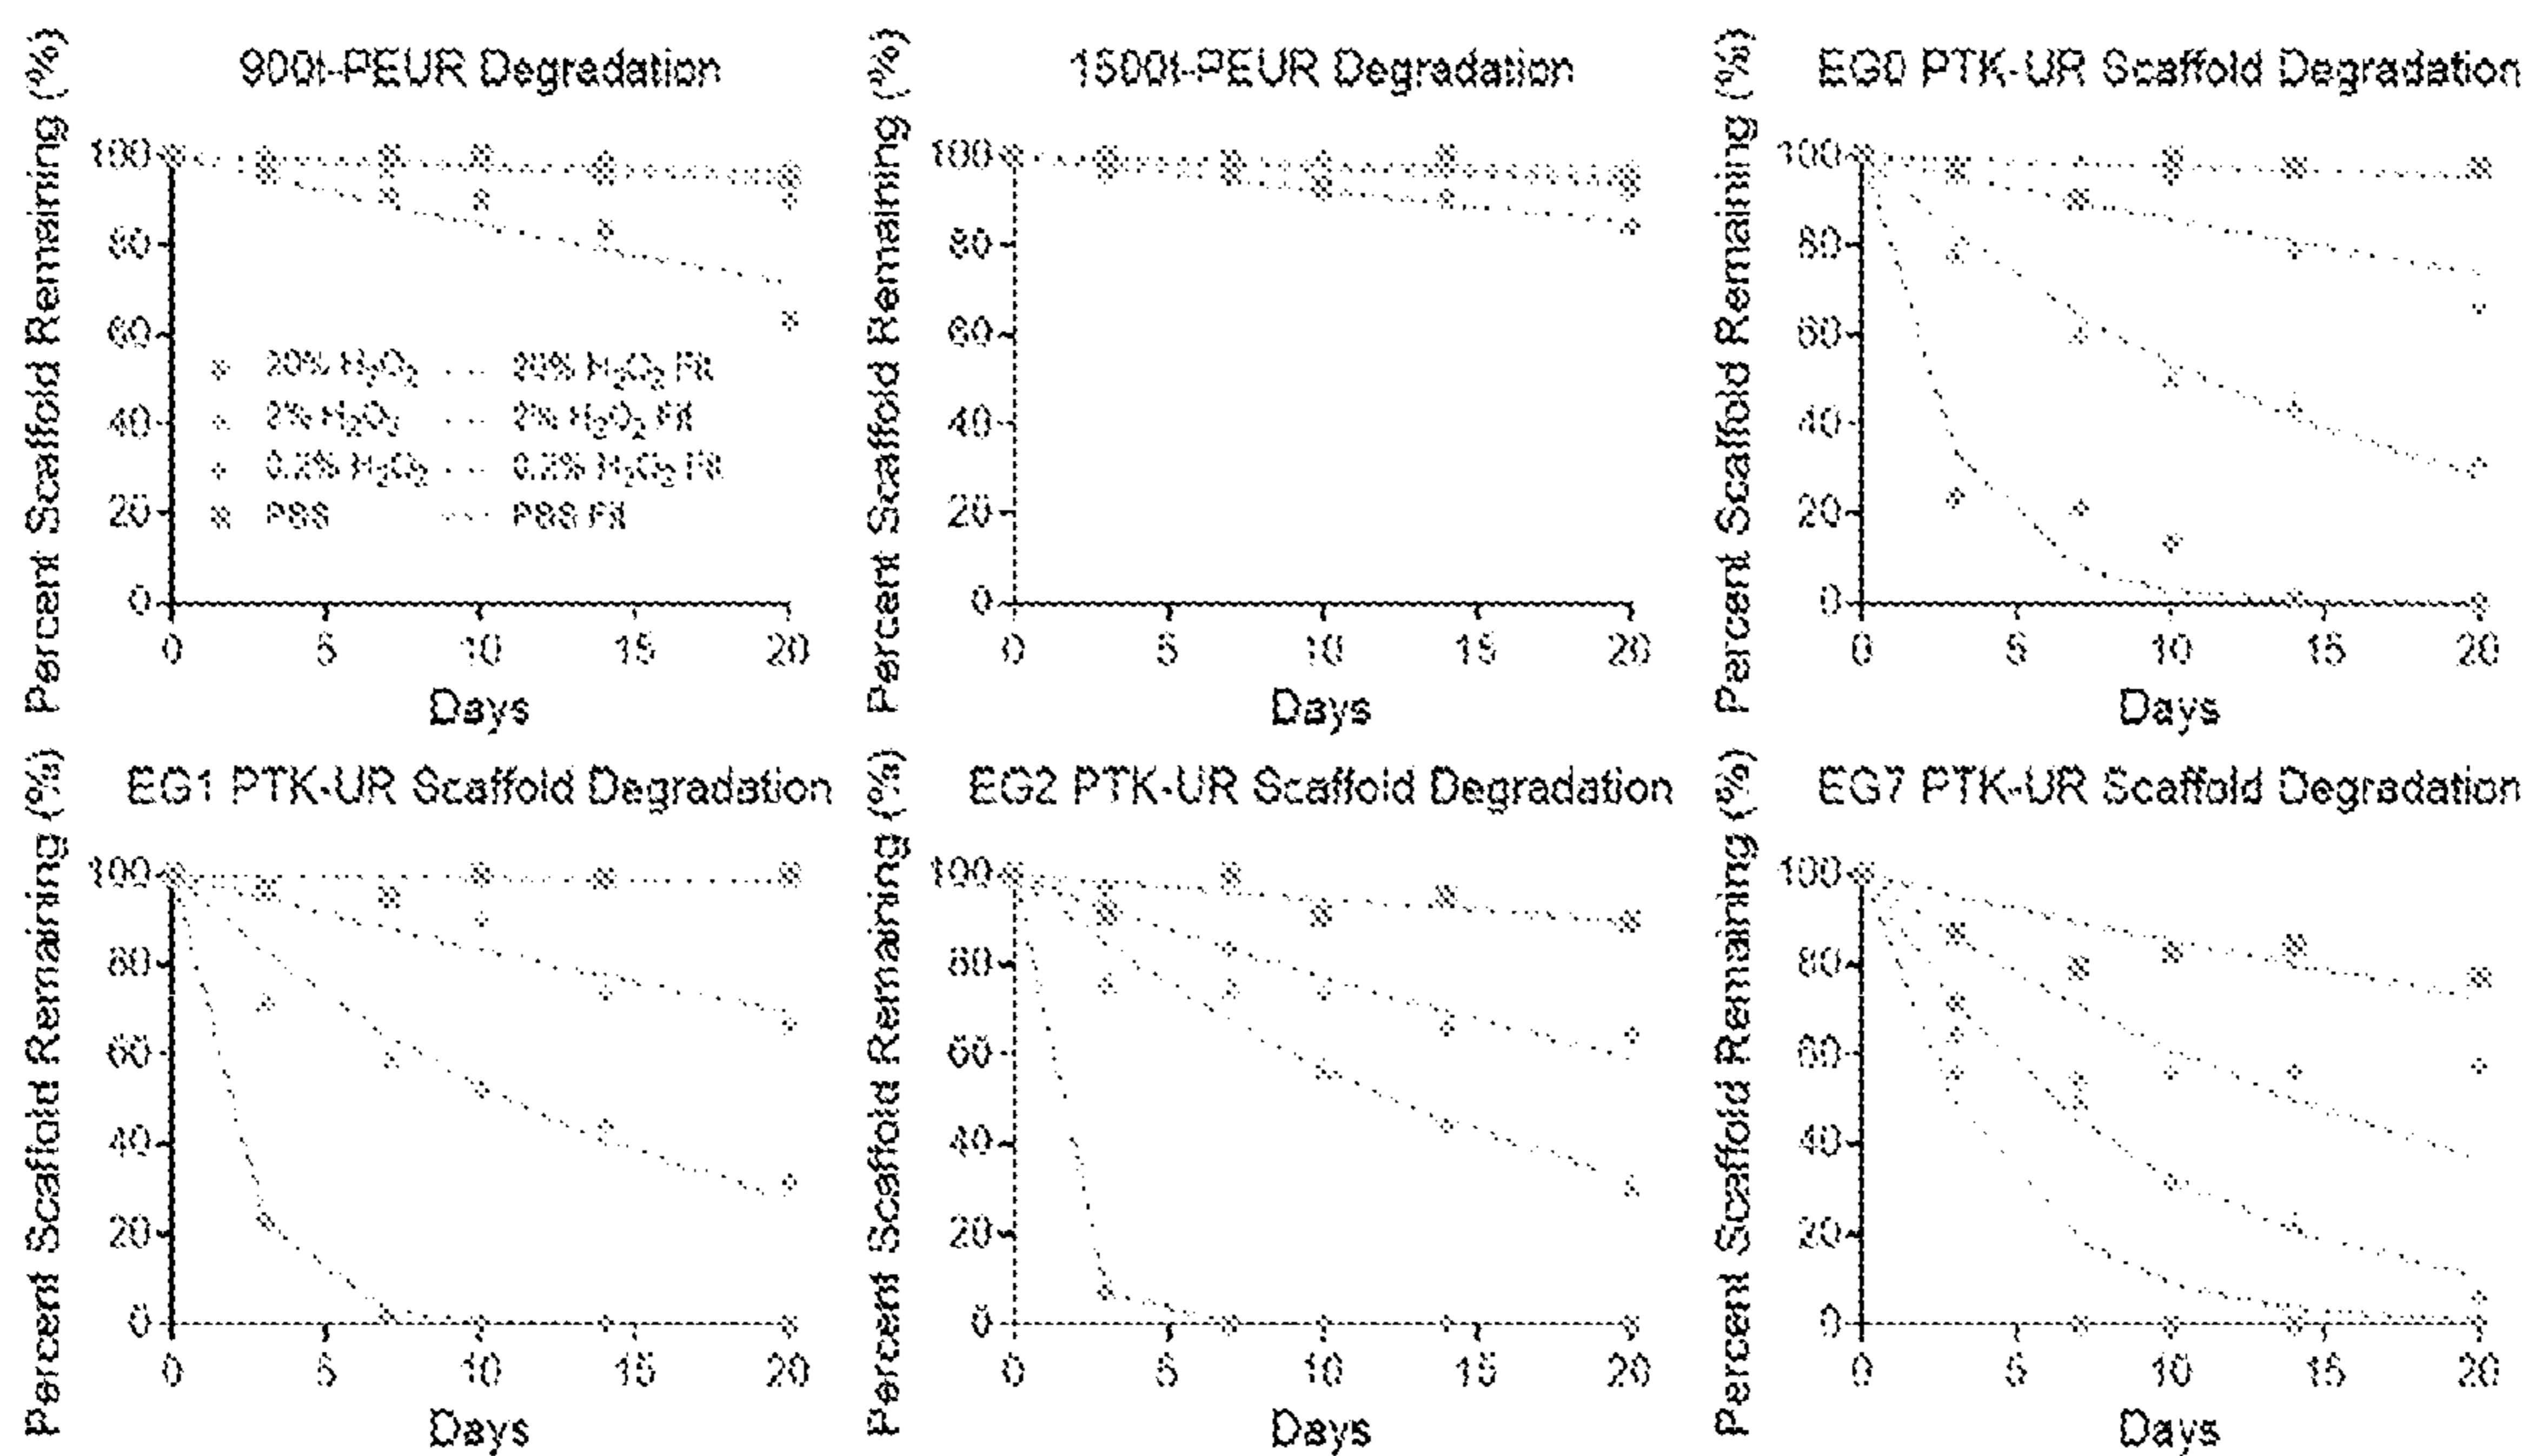 900t-PEUR Degradation
Percent Scaffold Remaining (%)
100
80
60
40
20
0
20% H₂O₂ 20% H₂O₂ Fit
2% H₂O₂ 2% H₂O₂ Fit
0.2% H₂O₂ 0.2% H₂O₂ Fit
PBS PBS Fit
0 5 10 15 20
Days
1500t-PEUR Degradation
Percent Scaffold Remaining (%)
100
80
60
40
20
0
0 5 10 15 20
Days
EG0 PTK-UR Scaffold Degradation
Percent Scaffold Remaining (%)
100
80
60
40
20
0
0 5 10 15 20
Days
EG1 PTK-UR Scaffold Degradation
Percent Scaffold Remaining (%)
100
80
60
40
20
0
0 5 10 15 20
Days
EG2 PTK-UR Scaffold Degradation
Percent Scaffold Remaining (%)
100
80
60
40
20
0
0 5 10 15 20
Days
EG7 PTK-UR Scaffold Degradation
Percent Scaffold Remaining (%)
100
80
60
40
20
0
0 5 10 15 20
Days